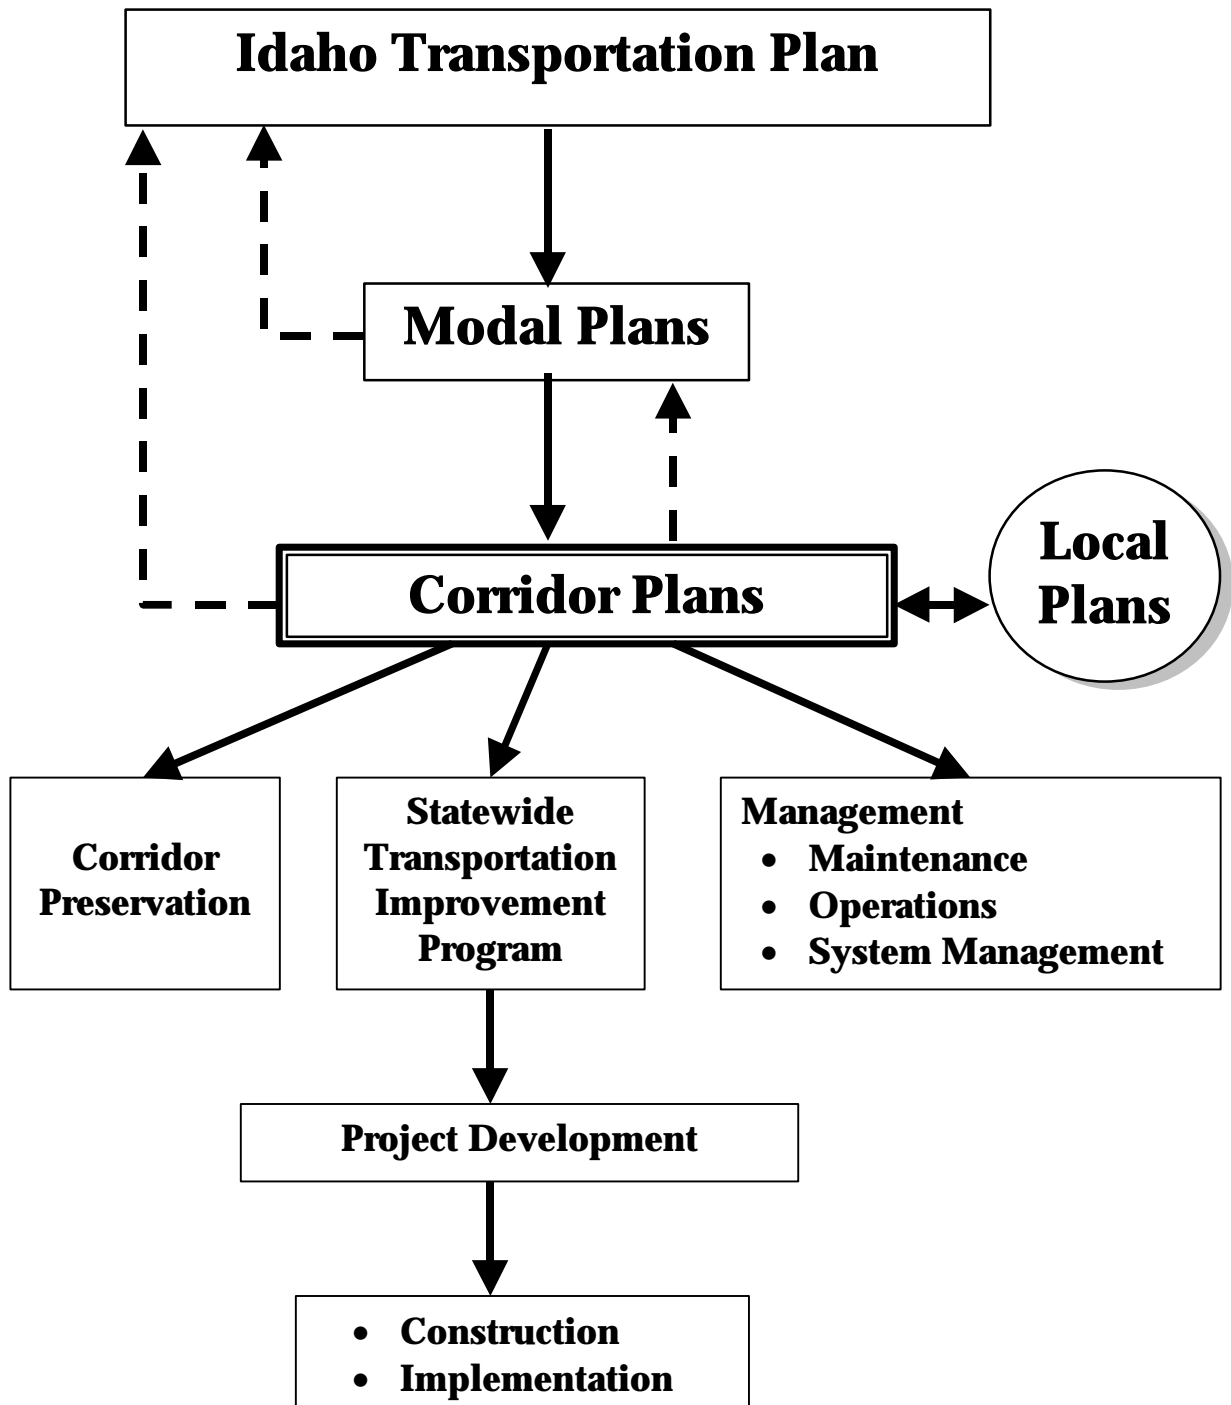 Idaho Transportation Plan
Modal Plans
Local
Plans
Corridor Plans
Corridor
Preservation
Statewide
Transportation
Improvement
Program
Management
• Maintenance
• Operations
• System Management
Project Development
• Construction
• Implementation